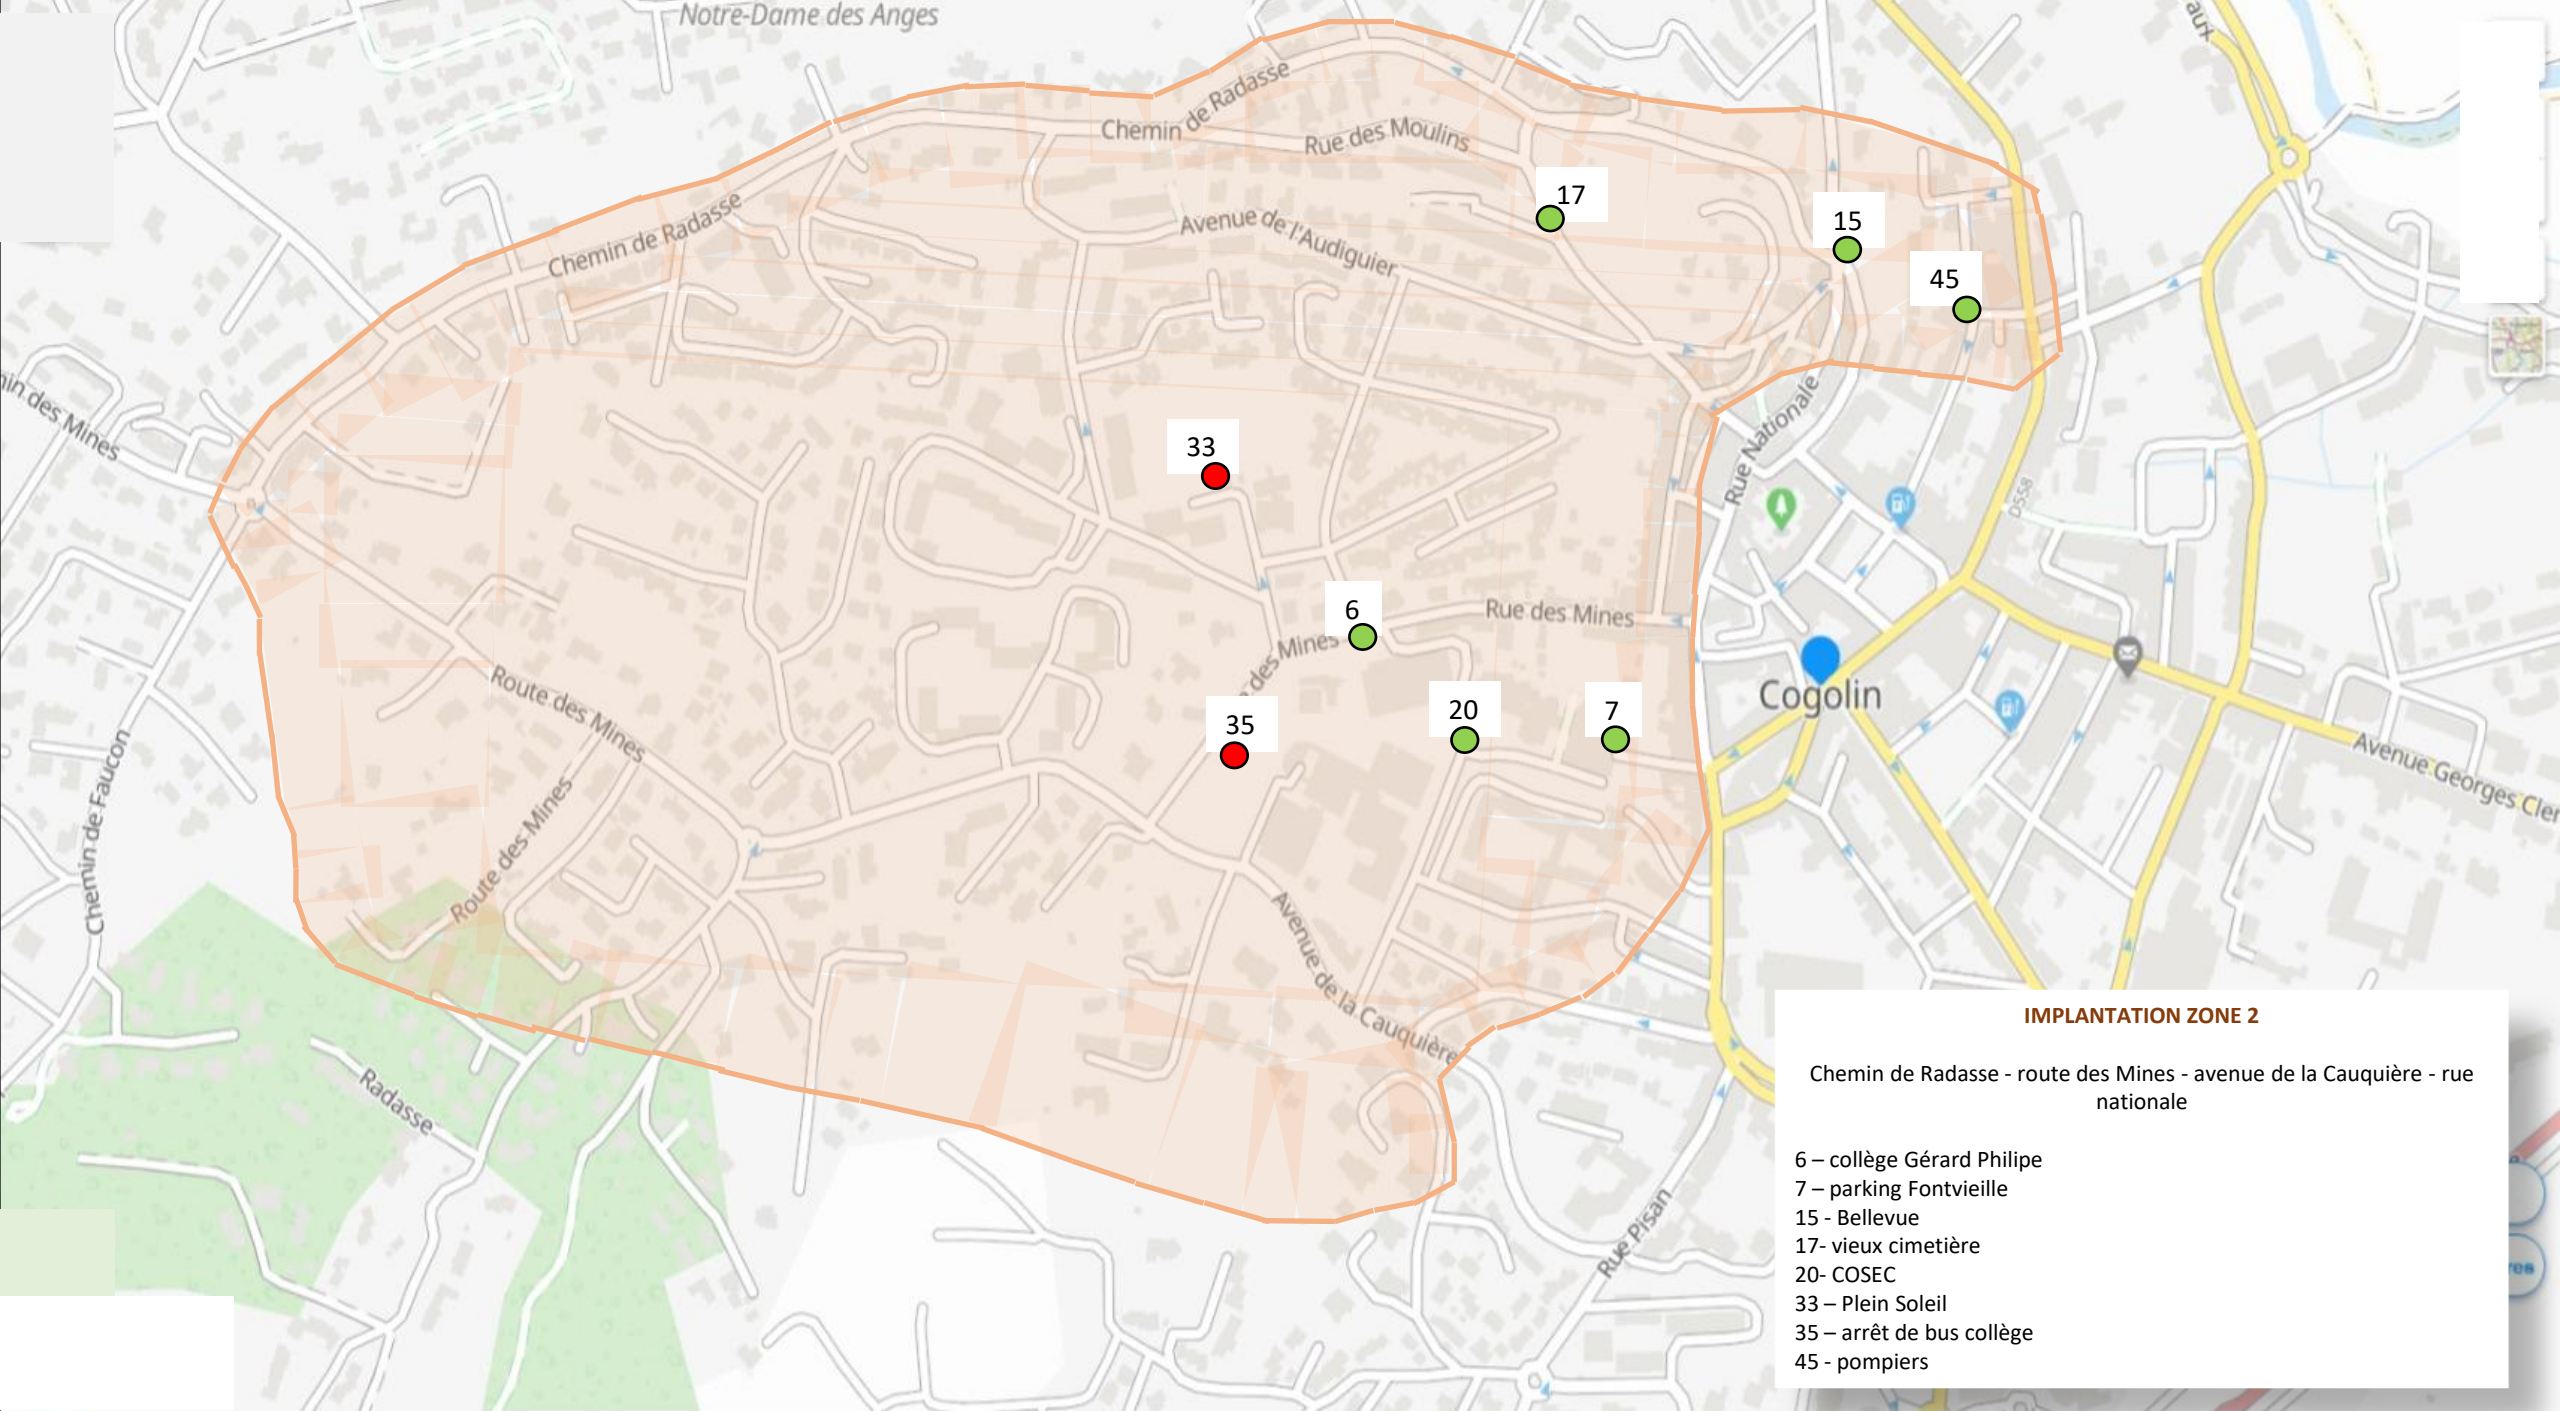 Notre-Dame des Anges
aux
Chemin de Radasse
Rue des Moulins
17
15
Chemin de Radasse
Avenue de l'Audiguier
45
in des Mines
Rue Nationale
33
D558
6
Rue des Mines
des Mines
Route des Mines
35
20
7
Cogolin
Chemin de Faucon
Route des Mines
Avenue Georges Cle
Avenue de la Cauquière
Radasse
Rue Pisan
IMPLANTATION ZONE 2
Chemin de Radasse - route des Mines - avenue de la Cauquière - rue
nationale
6 – collège Gérard Philipe
7 – parking Fontvieille
15 - Bellevue
17- vieux cimetière
20- COSEC
33 – Plein Soleil
35 – arrêt de bus collège
45 - pompiers
res